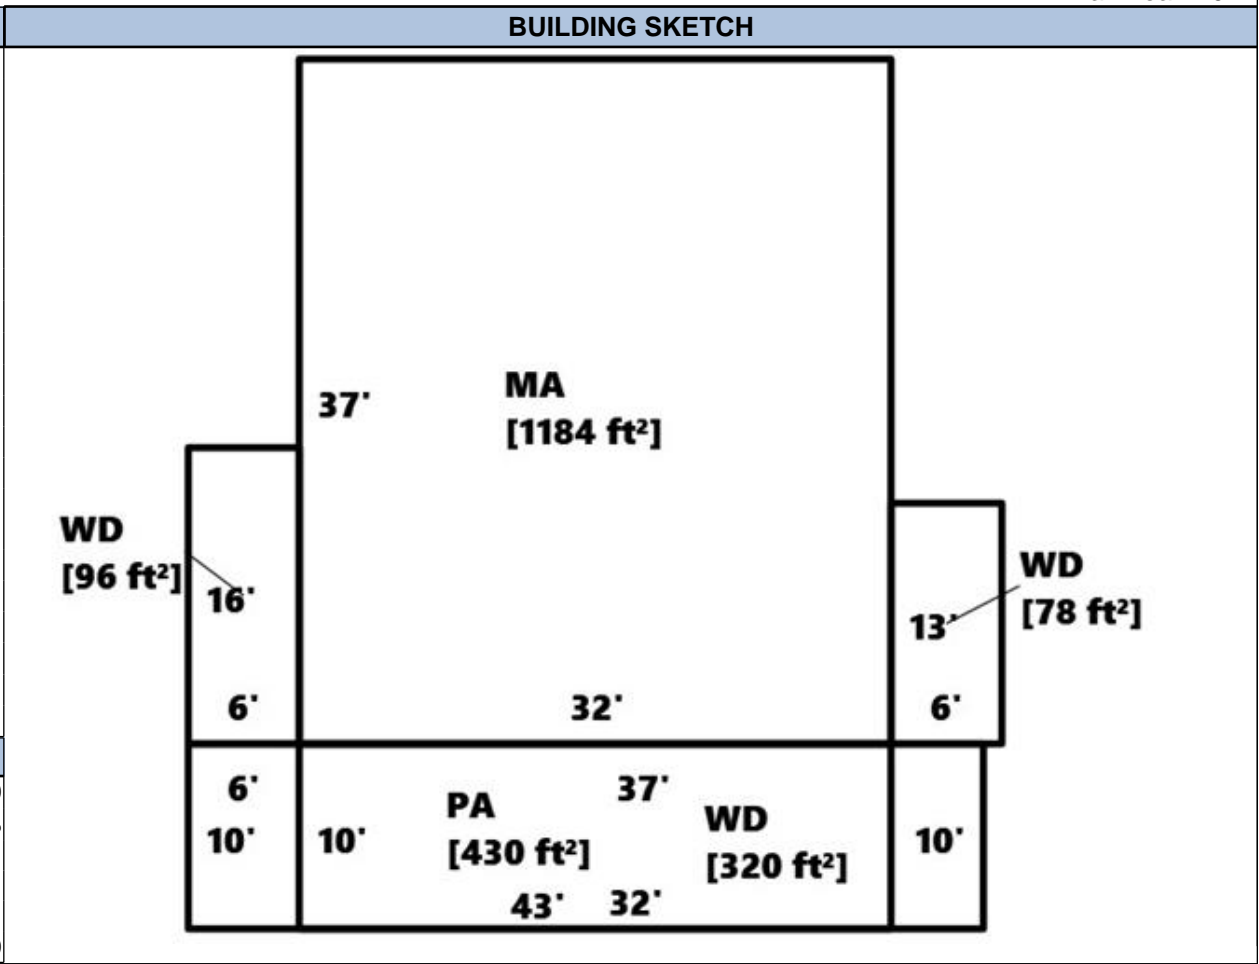 BUILDING SKETCH
MA
37'
[1184 ft²]
WD
[96 ft²]
16'
WD
[78 ft²]
13'
6'
32'
6'
6'
37'
PA
WD
10'
10'
[430 ft²]
[320 ft²]
10'
43'
32'